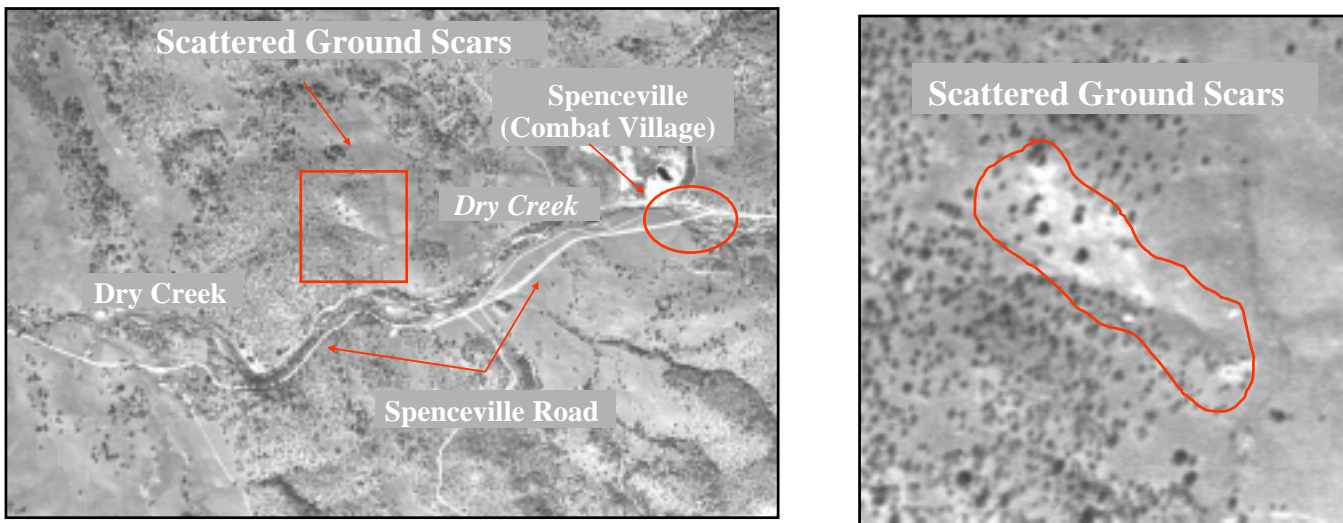 Scattered Ground Scars
Spenceville
(Combat Village)
Dry Creek
Dry Creek
Spenceville Road
Scattered Ground Scars